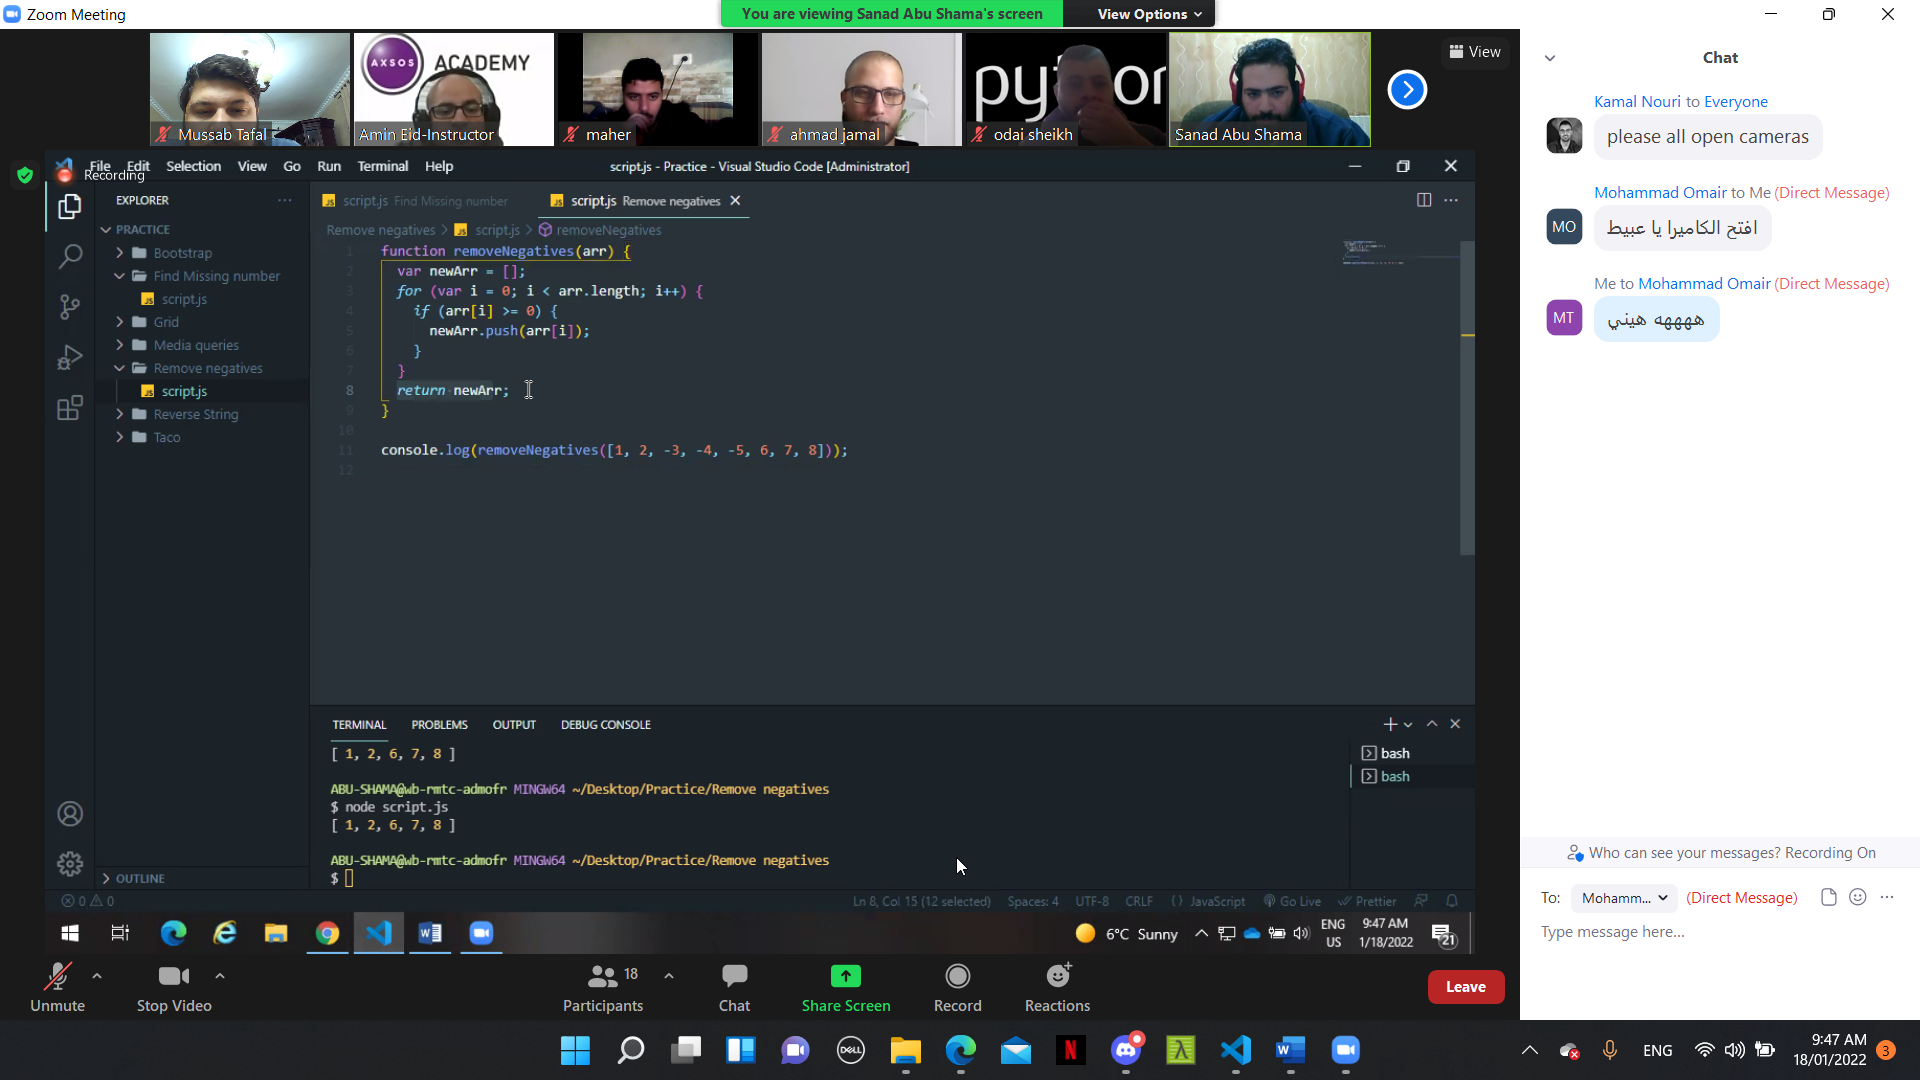 Zoom Meeting
You are viewing Sanad Abu Shama's screen
View Options
View
AXSOS
ACADEMY
python
Mussab Tafal
Amin Eid-Instructor
maher
ahmad jamal
odai sheikh
Sanad Abu Shama
File Edit Selection View Go Run Terminal Help
Recording
script.js - Practice - Visual Studio Code [Administrator]
EXPLORER
PRACTICE
Bootstrap
Find Missing number
script.js
Grid
Media queries
Remove negatives
script.js
Reverse String
Taco
OUTLINE
script.js Find Missing number
script.js Remove negatives
Remove negatives > script.js > removeNegatives
1 function removeNegatives(arr) {
2 var newArr = [];
3 for (var i = 0; i < arr.length; i++) {
4 if (arr[i] >= 0) {
5 newArr.push(arr[i]);
6 }
7 }
8 return newArr;
9 }
10
11 console.log(removeNegatives([1, 2, -3, -4, -5, 6, 7, 8]));
12
TERMINAL PROBLEMS OUTPUT DEBUG CONSOLE
[ 1, 2, 6, 7, 8 ]
ABU-SHAMA@wb-rmtc-admofr MINGW64 ~/Desktop/Practice/Remove negatives
$ node script.js
[ 1, 2, 6, 7, 8 ]
ABU-SHAMA@wb-rmtc-admofr MINGW64 ~/Desktop/Practice/Remove negatives
$
bash
bash
0 0
Ln 8, Col 15 (12 selected) Spaces: 4 UTF-8 CRLF {} JavaScript Go Live Prettier
6°C Sunny
ENG
US
9:47 AM
1/18/2022
21
Unmute
Stop Video
18
Participants
Chat
Share Screen
Record
Reactions
Leave
Chat
Kamal Nouri to Everyone
please all open cameras
Mohammad Omair to Me (Direct Message)
MO
افتح الكاميرا يا عبيط
Me to Mohammad Omair (Direct Message)
MT
هههههه هيني
Who can see your messages? Recording On
To: Mohamm... (Direct Message)
Type message here...
DELL
N
ENG
9:47 AM
18/01/2022
3